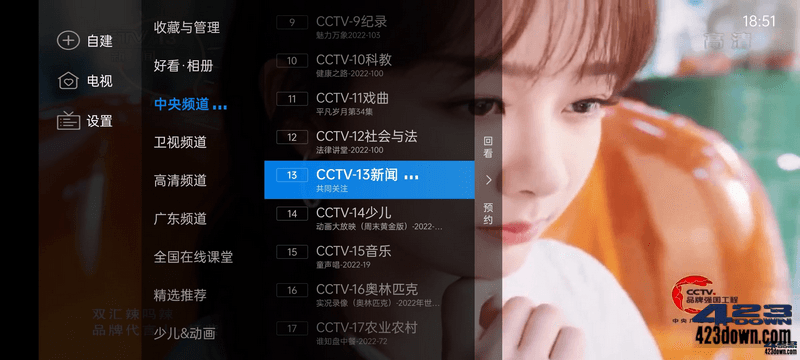 自建
电视
设置
收藏与管理
好看·相册
中央频道
卫视频道
高清频道
广东频道
全国在线课堂
精选推荐
少儿&动画
9 CCTV-9纪录
魅力万象2022-103
10 CCTV-10科教
健康之路-2022-100
11 CCTV-11戏曲
平凡岁月第34集
12 CCTV-12社会与法
法律讲堂-2022-100
13 CCTV-13新闻
共同关注
14 CCTV-14少儿
动画大放映（周末黄金版）-2022-...
15 CCTV-15音乐
童声唱-2022-19
16 CCTV-16奥林匹克
实况录像（奥林匹克）-2022年世...
17 CCTV-17农业农村
谁知盘中餐-2022-72
回看
预约
18:51
高清
品牌代言
CCTV.
品牌强国工程
中央广
423
DOWN
423down.com